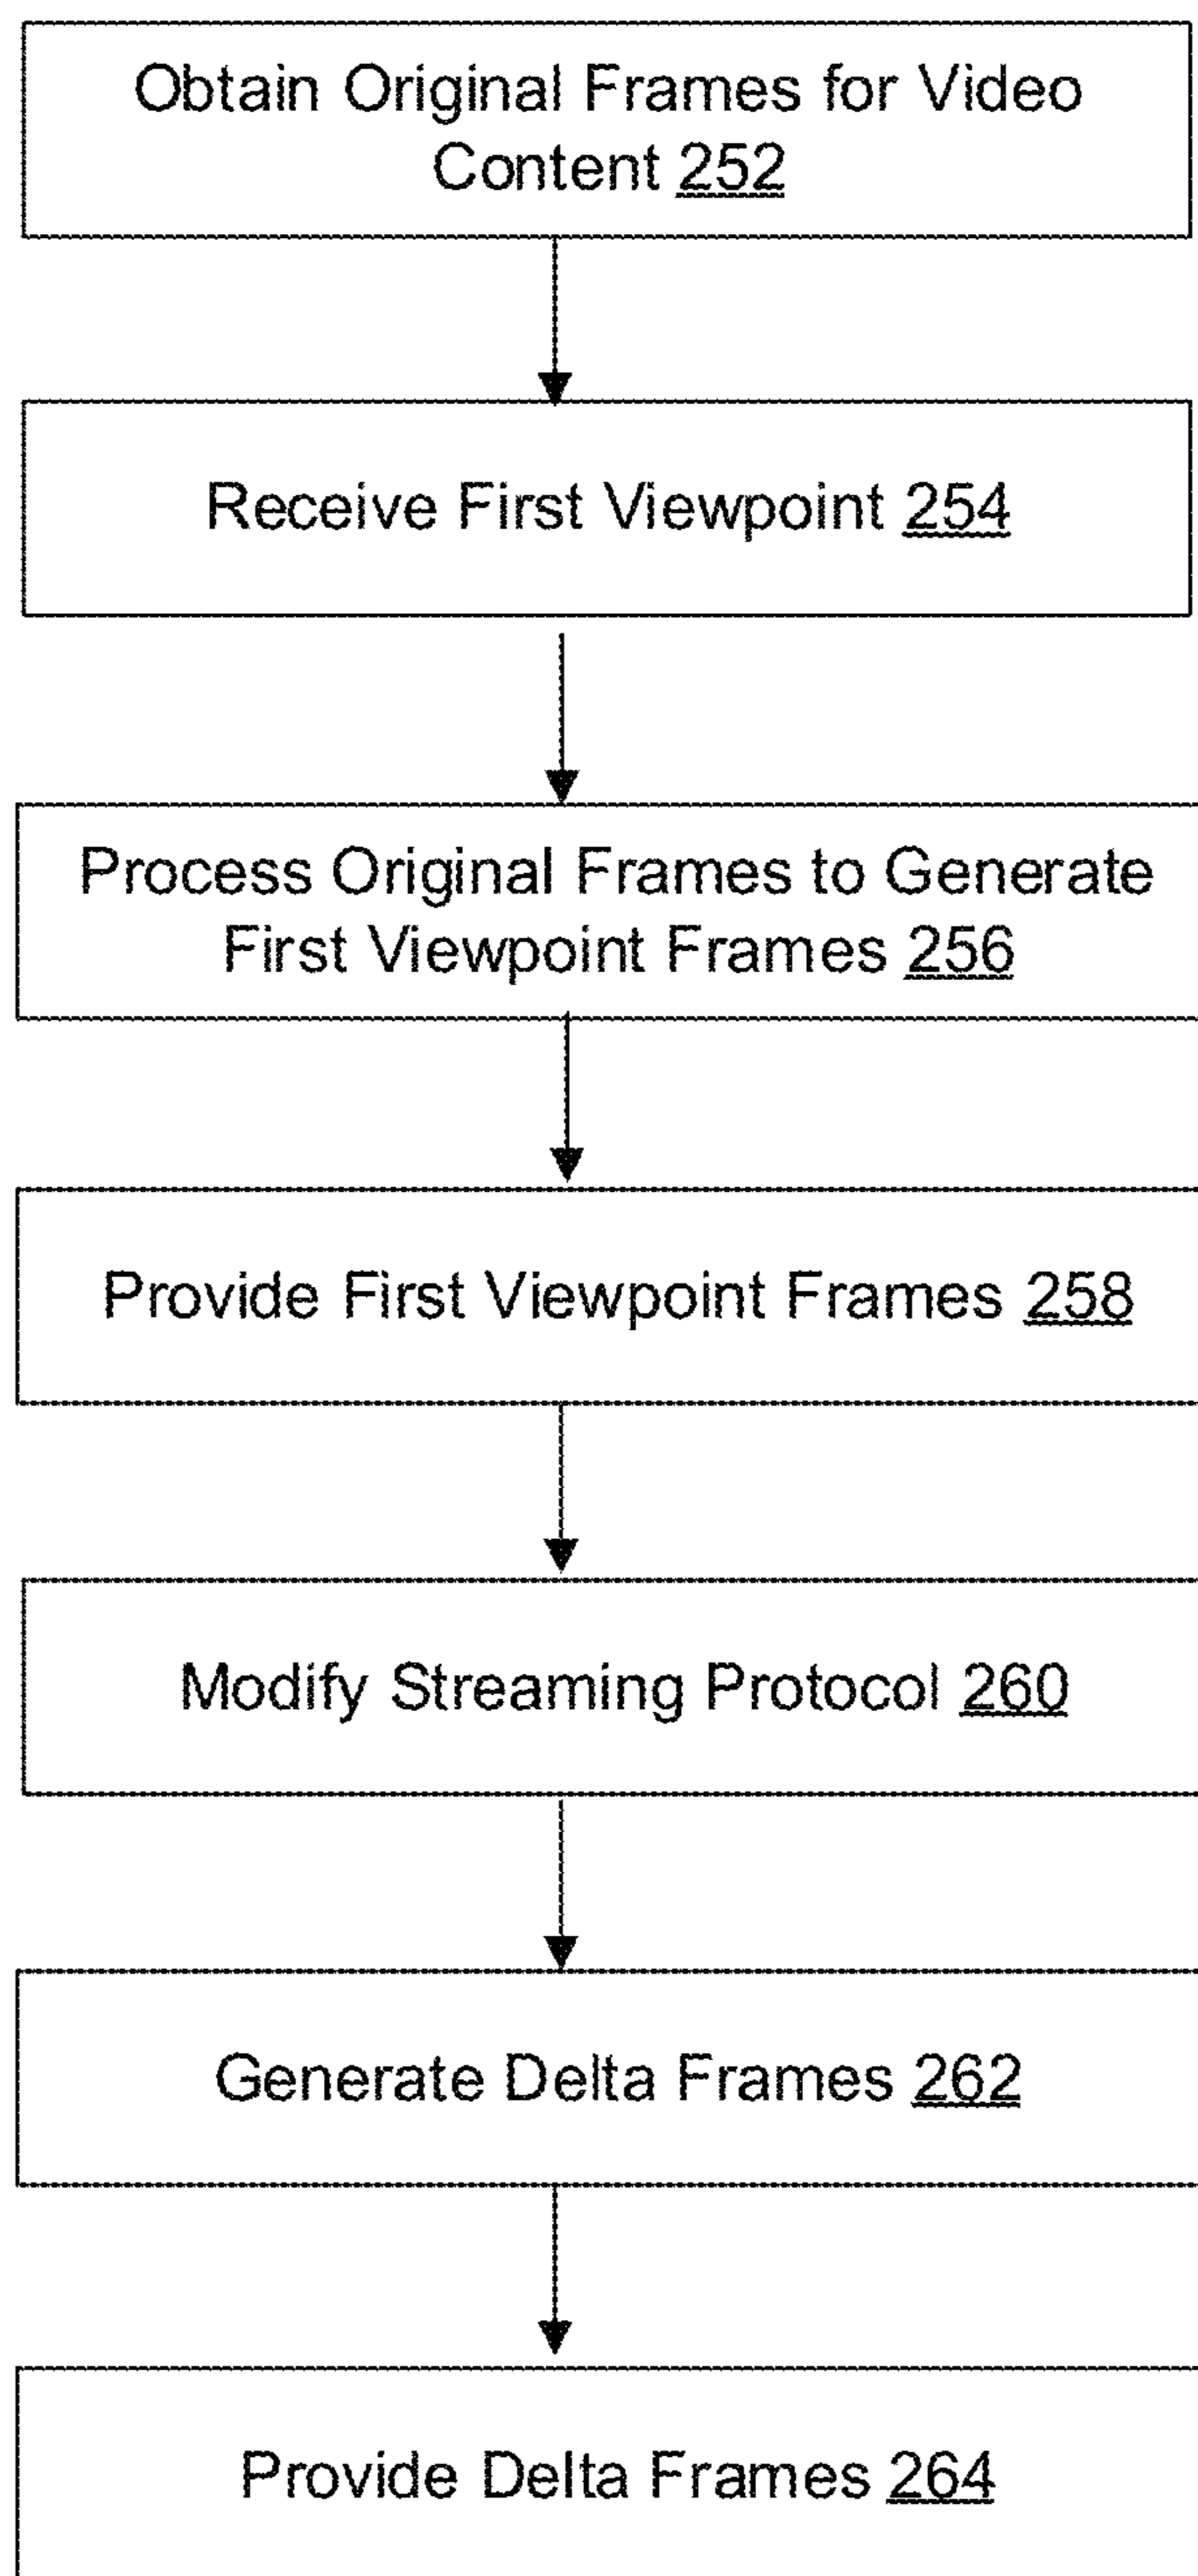 Obtain Original Frames for Video
Content 252
Receive First Viewpoint 254
Process Original Frames to Generate
First Viewpoint Frames 256
Provide First Viewpoint Frames 258
Modify Streaming Protocol 260
Generate Delta Frames 262
Provide Delta Frames 264